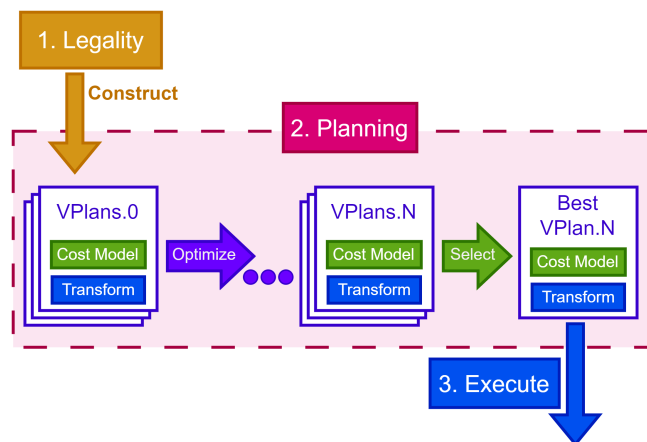 1. Legality
Construct
2. Planning
VPlans.0
Cost Model
Transform
Optimize
VPlans.N
Cost Model
Transform
Select
Best
VPlan.N
Cost Model
Transform
3. Execute